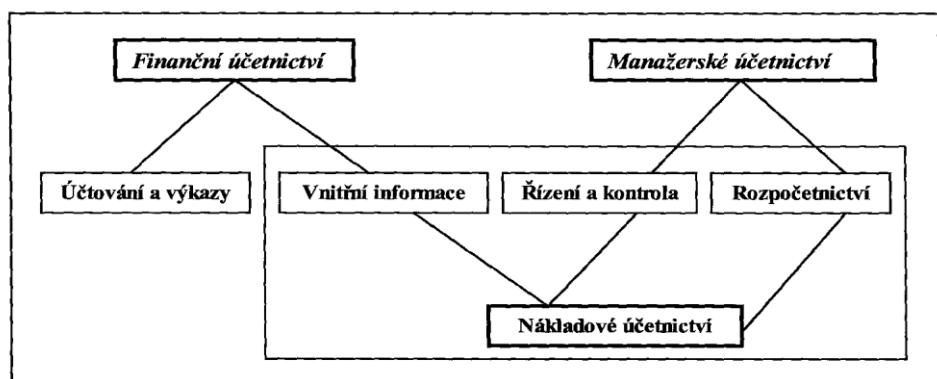 Finanční účetnictví
Manažerské účetnictví
Účtování a výkazy
Vnitřní informace
Řízení a kontrola
Rozpočetnictví
Nákladové účetnictví